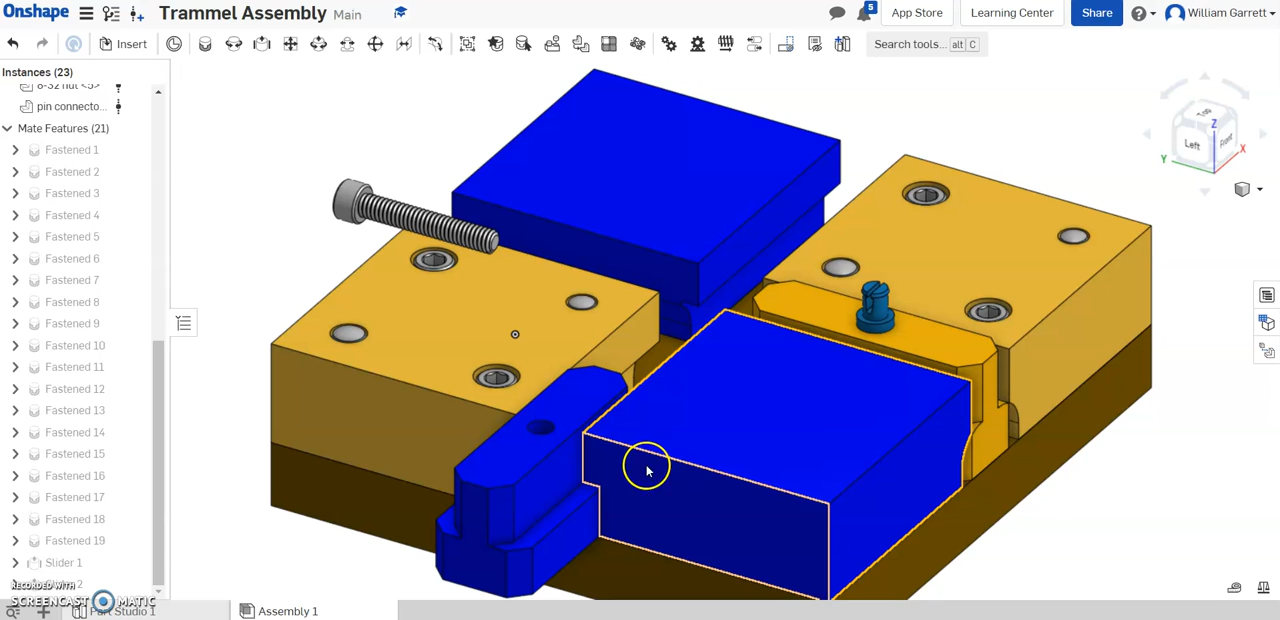 Onshape Trammel Assembly Main 5 App Store Learning Center Share William Garrett
Insert Search tools... alt C
Instances (23)
8-32 nut <5>
pin connecto...
Mate Features (21)
Fastened 1
Fastened 2
Fastened 3
Fastened 4
Fastened 5
Fastened 6
Fastened 7
Fastened 8
Fastened 9
Fastened 10
Fastened 11
Fastened 12
Fastened 13
Fastened 14
Fastened 15
Fastened 16
Fastened 17
Fastened 18
Fastened 19
Slider 1
Top
Z
Left Front
Y X
RECORDED WITH
SCREENCAST MATIC
Part Studio 1 Assembly 1